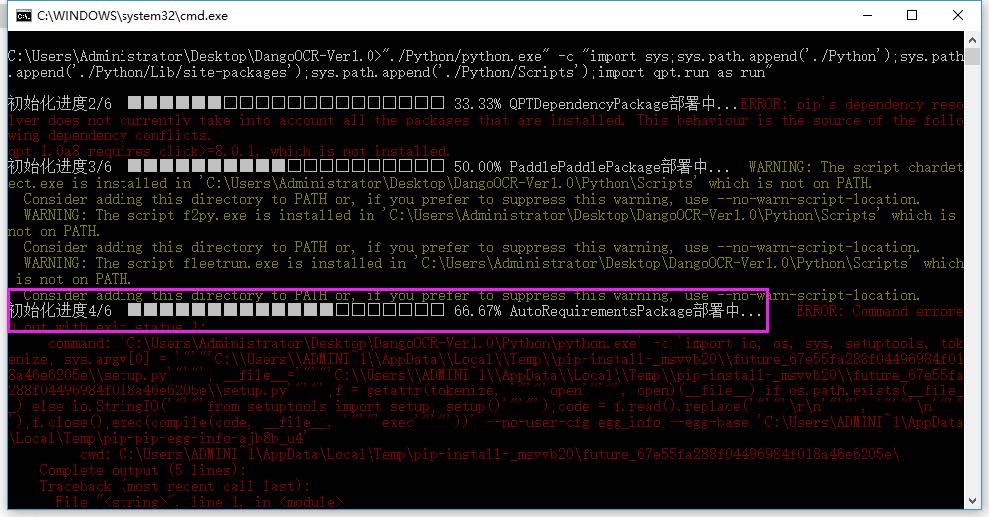 C:\WINDOWS\system32\cmd.exe
C:\Users\Administrator\Desktop\DangoOCR-Ver1.0>"./Python/python.exe" -c "import sys;sys.path.append('./Python');sys.path
.append('./Python/Lib/site-packages');sys.path.append('./Python/Scripts');import qpt.run as run"
初始化进度2/6 ■■■■■■□□□□□□□□□□□□□□ 33.33% QPTDependencyPackage部署中...ERROR: pip's dependency reso
lver does not currently take into account all the packages that are installed. This behaviour is the source of the follo
wing dependency conflicts.
qpt 1.0a8 requires click>=8.0.1, which is not installed.
初始化进度3/6 ■■■■■■■■■■□□□□□□□□□□ 50.00% PaddlePaddlePackage部署中... WARNING: The script chardet
ect.exe is installed in 'C:\Users\Administrator\Desktop\DangoOCR-Ver1.0\Python\Scripts' which is not on PATH.
Consider adding this directory to PATH or, if you prefer to suppress this warning, use --no-warn-script-location.
WARNING: The script f2py.exe is installed in 'C:\Users\Administrator\Desktop\DangoOCR-Ver1.0\Python\Scripts' which is
not on PATH.
Consider adding this directory to PATH or, if you prefer to suppress this warning, use --no-warn-script-location.
WARNING: The script fleetrun.exe is installed in 'C:\Users\Administrator\Desktop\DangoOCR-Ver1.0\Python\Scripts' which
is not on PATH.
Consider adding this directory to PATH or, if you prefer to suppress this warning, use --no-warn-script-location.
初始化进度4/6 ■■■■■■■■■■■■■□□□□□□□ 66.67% AutoRequirementsPackage部署中... ERROR: Command errore
d out with exit status 1:
command: 'C:\Users\Administrator\Desktop\DangoOCR-Ver1.0\Python\python.exe' -c 'import io, os, sys, setuptools, tok
enize; sys.argv[0] = '"'"'C:\\Users\\ADMINI~1\\AppData\\Local\\Temp\\pip-install-_msvvb20\\future_67e55fa288f04496984f01
8a46e6205e\\setup.py'"'"'; __file__='"'"'C:\\Users\\ADMINI~1\\AppData\\Local\\Temp\\pip-install-_msvvb20\\future_67e55fa
288f04496984f018a46e6205e\\setup.py'"'"';f = getattr(tokenize, '"'"'open'"'"', open)(__file__) if os.path.exists(__file_
_) else io.StringIO('"'"'from setuptools import setup; setup()'"'"');code = f.read().replace('"'"'\r\n'"'"', '"'"'\n'"'"
');f.close();exec(compile(code, __file__, '"'"'exec'"'"'))' --no-user-cfg egg_info --egg-base 'C:\Users\ADMINI~1\AppData
\Local\Temp\pip-pip-egg-info-ajb8b_u4'
cwd: C:\Users\ADMINI~1\AppData\Local\Temp\pip-install-_msvvb20\future_67e55fa288f04496984f018a46e6205e\
Complete output (5 lines):
Traceback (most recent call last):
File "<string>", line 1, in <module>